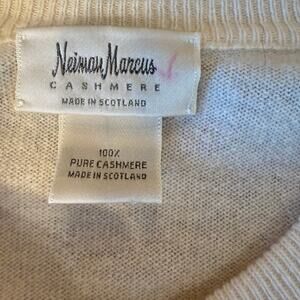 Neiman Marcus
CASHMERE
MADE IN SCOTLAND
100%
PURE CASHMERE
MADE IN SCOTLAND